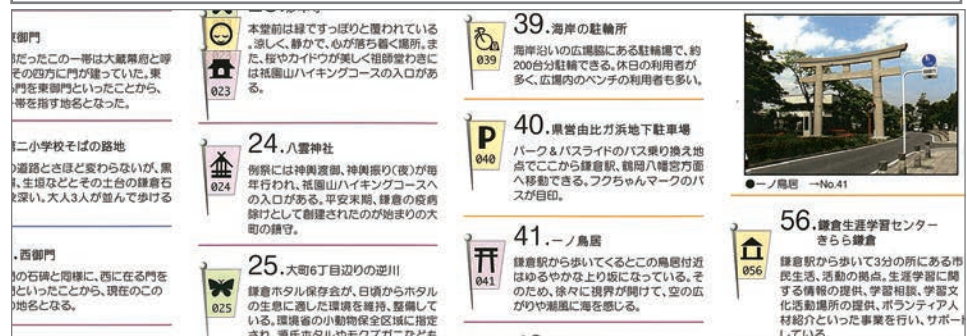 御門
だったこの一帯は大蔵幕府と呼
その四方に門が建っていた。東
門を東御門といったことから、
帯を指す地名となった。
二小学校そばの路地
道路とさほど変わらないが、黒
、生垣などとその土台の鎌倉石
深い。大人3人が並んで歩ける
.西御門
の石碑と同様に、西に在る門を
といったことから、現在のこの
地名となる。
023
本堂前は緑ですっぽりと覆われている
。涼しく、静かで、心が落ち着く場所。ま
た、桜やカイドウが美しく祖師堂わきに
は祇園山ハイキングコースの入口があ
る。
024
24.八雲神社
例祭には神輿渡御、神輿振り(夜)が毎
年行われ、祇園山ハイキングコースへ
の入口がある。平安末期、鎌倉の疫病
除けとして創建されたのが始まりの大
町の鎮守。
025
25.大町6丁目辺りの逆川
鎌倉ホタル保存会が、日頃からホタル
の生息に適した環境を維持、整備して
いる。環境省の小動物保全区域に指定
され、源氏ホタルやモクズガニなども
039
39.海岸の駐輪所
海岸沿いの広場脇にある駐輪場で、約
200台分駐輪できる。休日の利用者が
多く、広場内のベンチの利用者も多い。
P
040
40.県営由比ガ浜地下駐車場
パーク&バスライドのバス乗り換え地
点でここから鎌倉駅、鶴岡八幡宮方面
へ移動できる。フクちゃんマークのバ
スが目印。
041
41.一ノ鳥居
鎌倉駅から歩いてくるとこの鳥居付近
はゆるやかな上り坂になっている。そ
のため、徐々に視界が開けて、空の広
がりや潮風に海を感じる。
●一ノ鳥居 →No.41
056
56.鎌倉生涯学習センター
きらら鎌倉
鎌倉駅から歩いて3分の所にある市
民生活、活動の拠点。生涯学習に関
する情報の提供、学習相談、学習文
化活動場所の提供、ボランティア人
材紹介といった事業を行い、サポート
している。